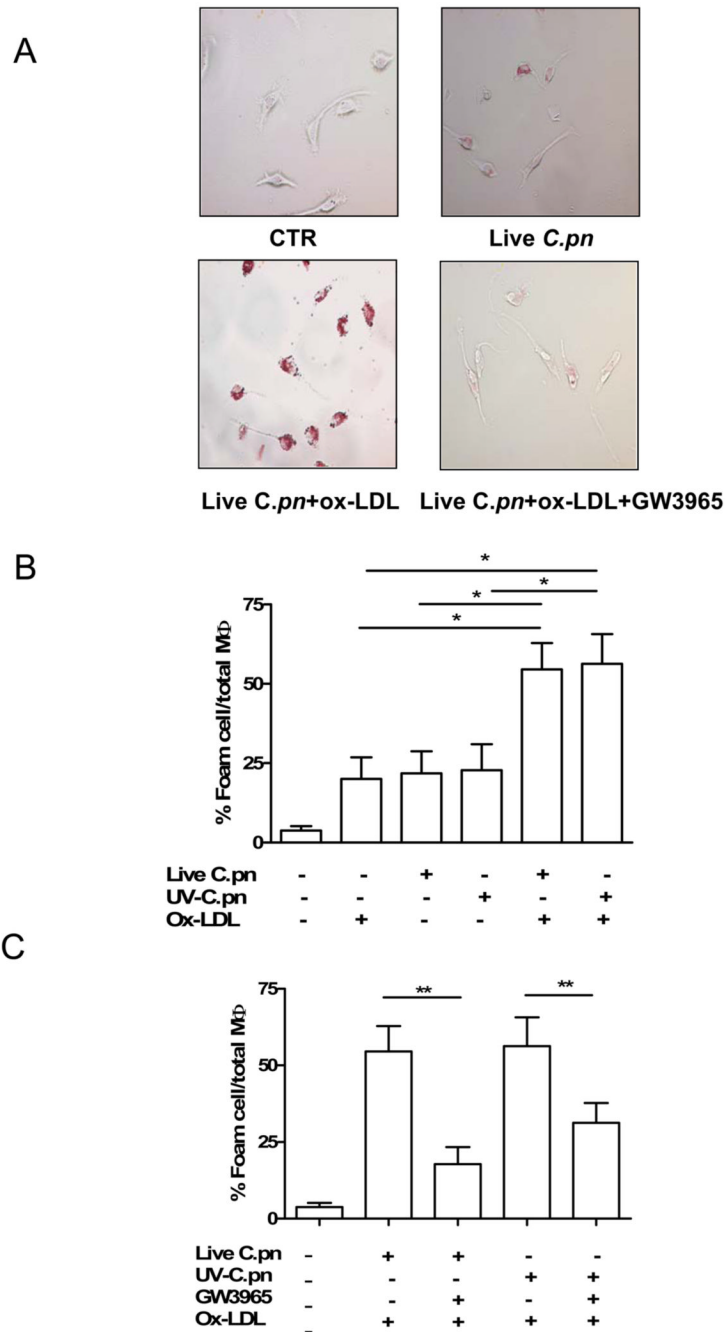 A
CTR
Live C.pn
Live C.pn+ox-LDL
Live C.pn+ox-LDL+GW3965
B
*
*
*
*
% Foam cell/total MΦ
75
50
25
0
Live C.pn - - + - + -
UV-C.pn - - - + - +
Ox-LDL - + - - + +
C
** **
% Foam cell/total MΦ
75
50
25
0
Live C.pn - + + - -
UV-C.pn - - - + +
GW3965 - - + - +
Ox-LDL - + + + +